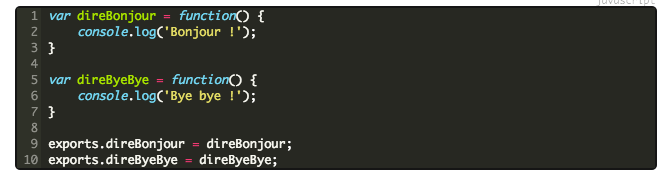 javascript
1 var direBonjour = function() {
2     console.log('Bonjour !');
3 }
4
5 var direByeBye = function() {
6     console.log('Bye bye !');
7 }
8
9 exports.direBonjour = direBonjour;
10 exports.direByeBye = direByeBye;